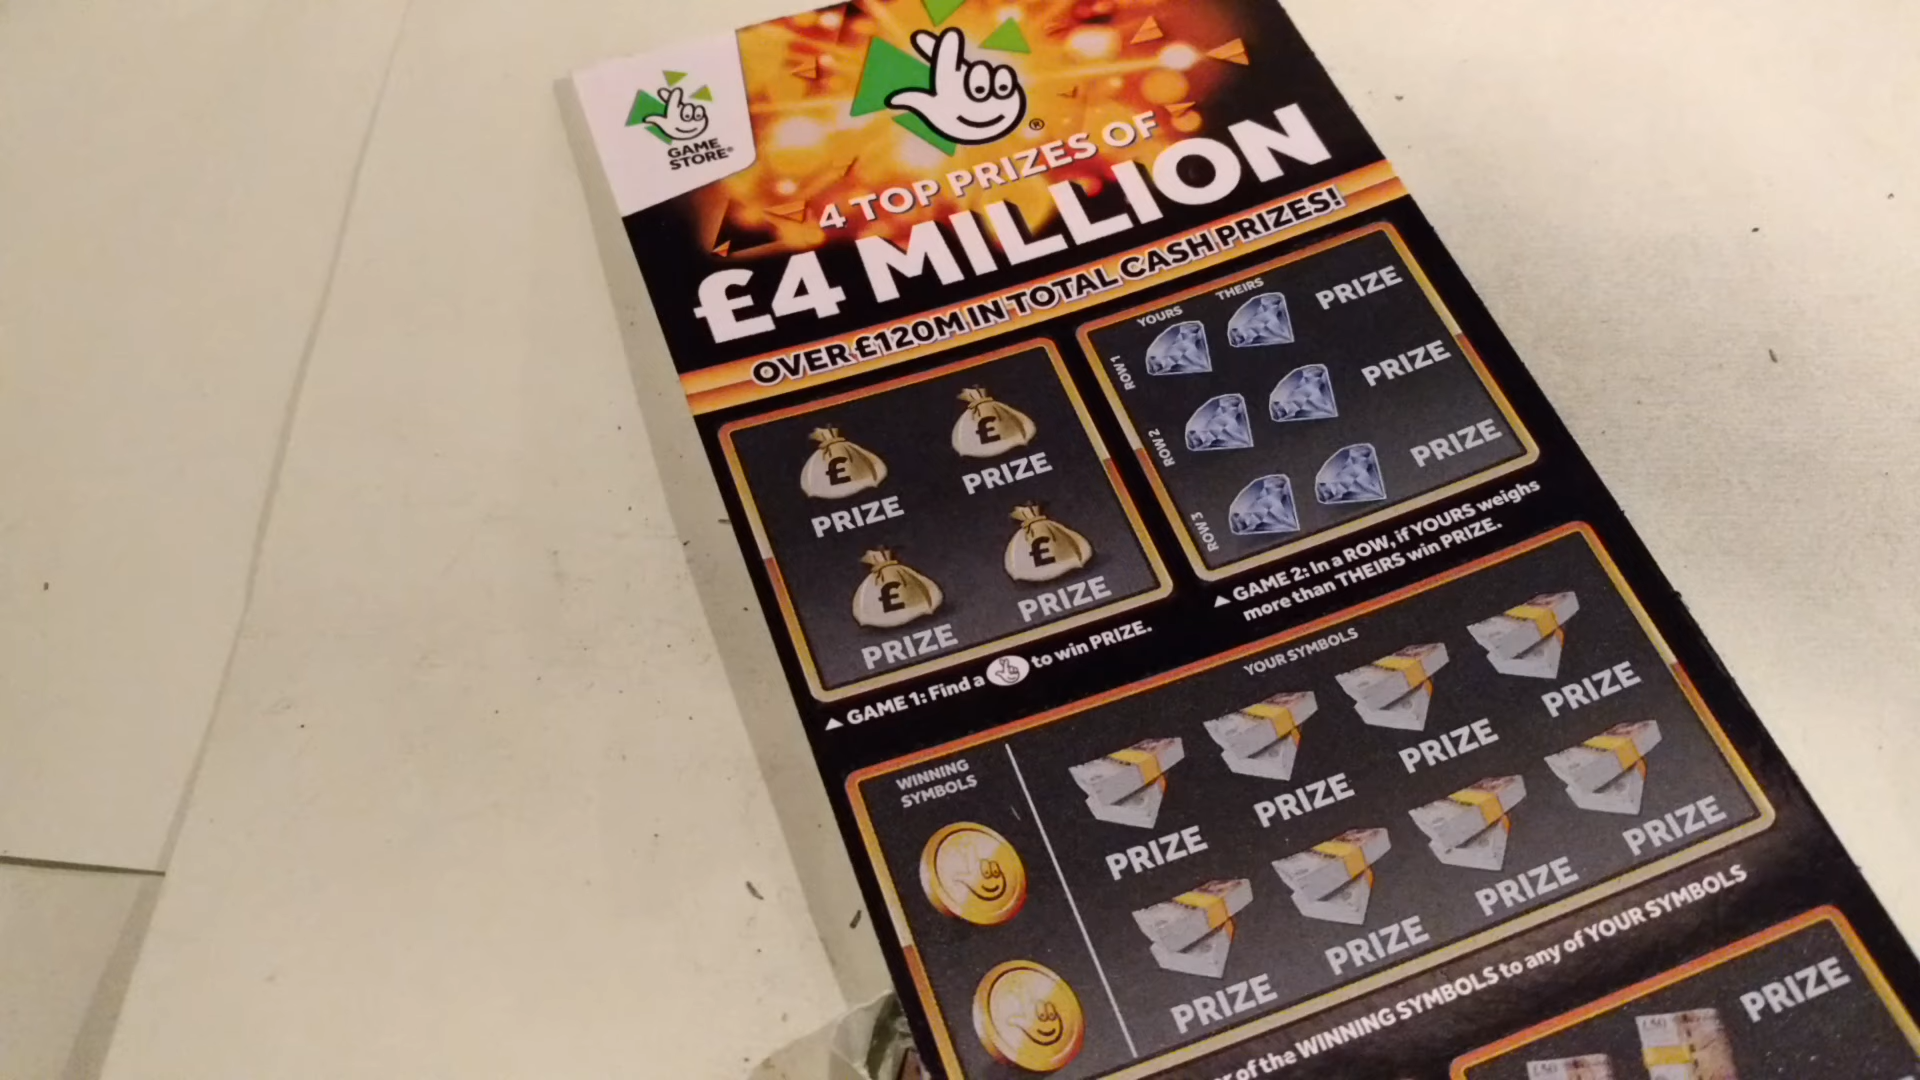 GAME
STORE®
®
4 TOP PRIZES OF
£4 MILLION
OVER £120M IN TOTAL CASH PRIZES!
£
PRIZE
£
PRIZE
£
PRIZE
£
PRIZE
▲ GAME 1: Find a to win PRIZE.
YOURS THEIRS
ROW 1
PRIZE
ROW 2
PRIZE
ROW 3
PRIZE
▲ GAME 2: In a ROW, if YOURS weighs
more than THEIRS win PRIZE.
WINNING
SYMBOLS
YOUR SYMBOLS
PRIZE PRIZE PRIZE PRIZE
PRIZE PRIZE PRIZE PRIZE
of the WINNING SYMBOLS to any of YOUR SYMBOLS
PRIZE
£50
£50